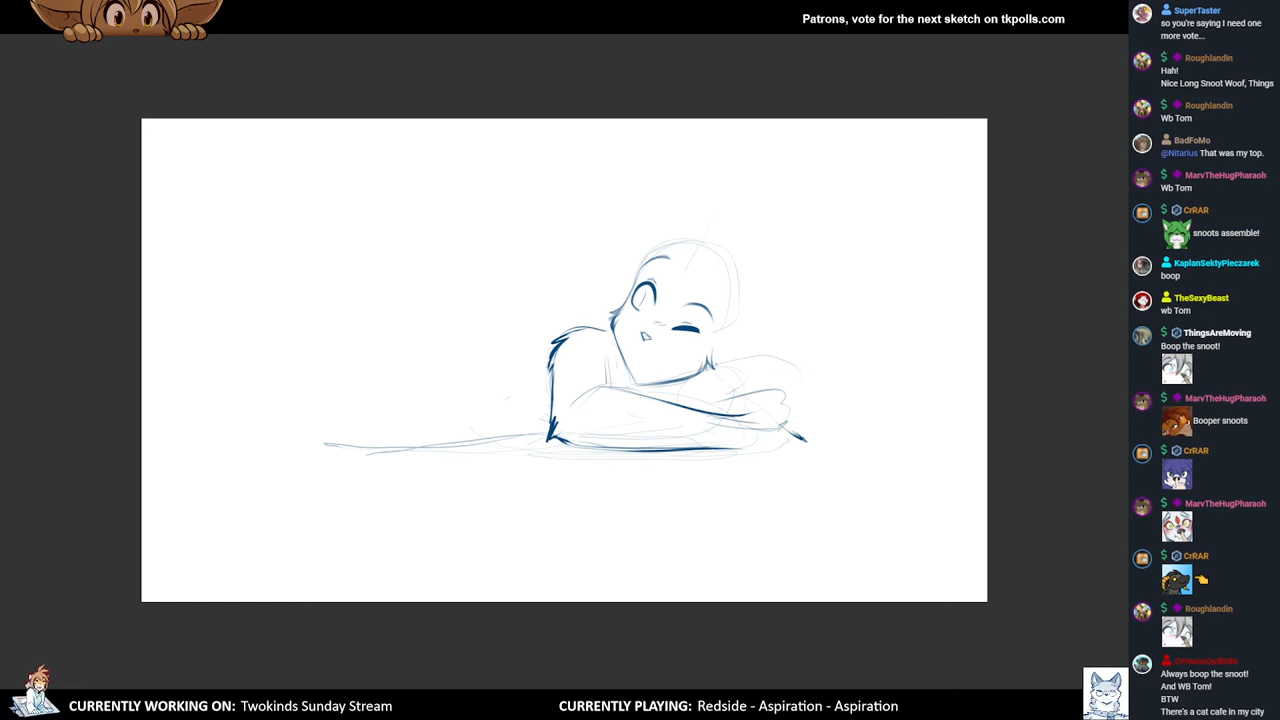 Patrons, vote for the next sketch on tkpolls.com
SuperTaster
so you're saying I need one
more vote...
Roughlandin
Hah!
Nice Long Snoot Woof, Things
Roughlandin
Wb Tom
BadFoMo
@Nitarius That was my top.
MarvTheHugPharaoh
Wb Tom
CrRAR
snoots assemble!
KaplanSektyPieczarek
boop
TheSexyBeast
wb Tom
ThingsAreMoving
Boop the snoot!
MarvTheHugPharaoh
Booper snoots
CrRAR
MarvTheHugPharaoh
CrRAR
Roughlandin
Always boop the snoot!
And WB Tom!
BTW
There's a cat cafe in my city
CURRENTLY WORKING ON: Twokinds Sunday Stream
CURRENTLY PLAYING: Redside - Aspiration - Aspiration